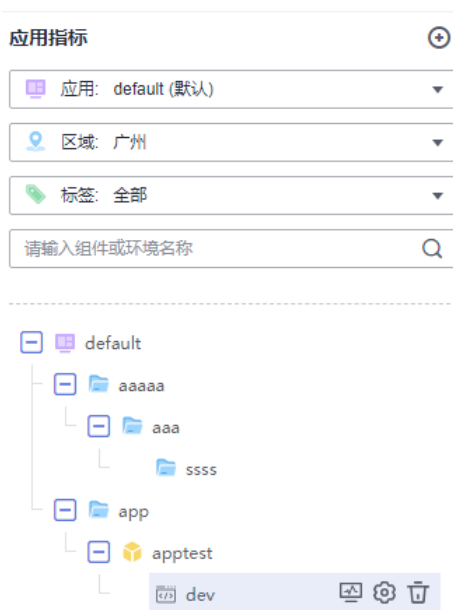 应用指标
应用: default (默认)
区域: 广州
标签: 全部
请输入组件或环境名称
default
aaaaa
aaa
ssss
app
apptest
dev